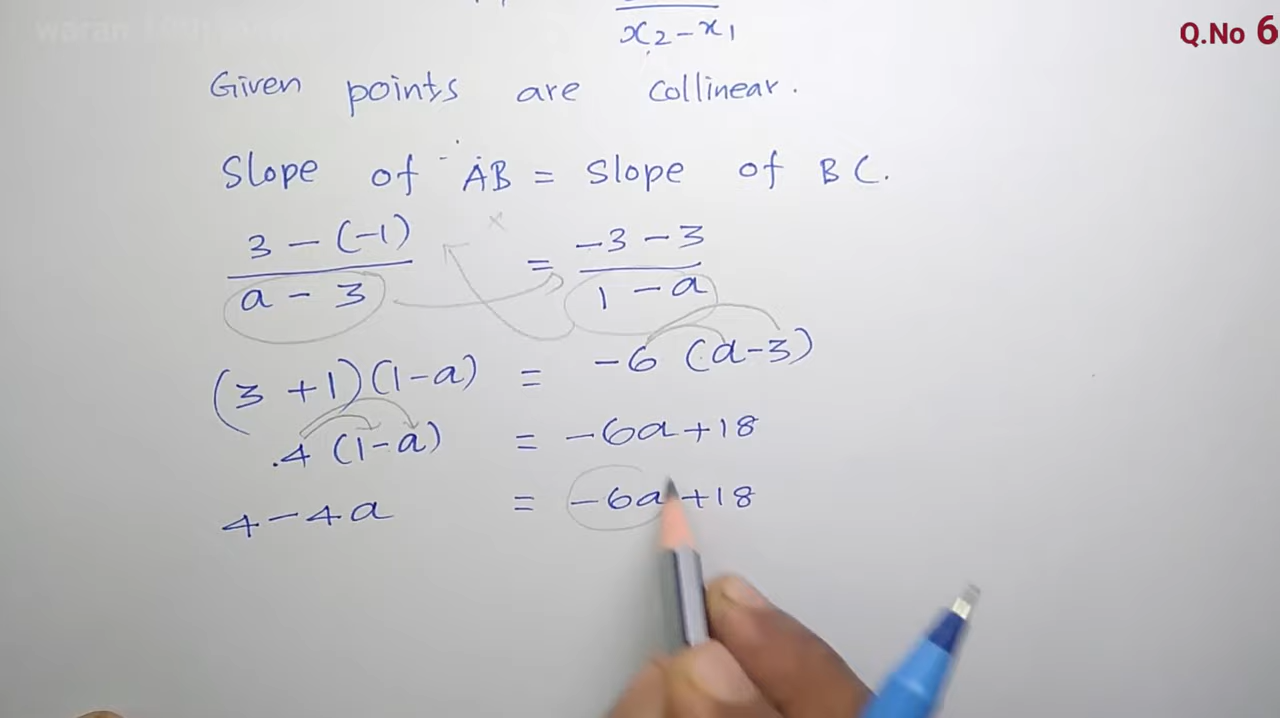 Q.No 6
x2 - x1
Given points are collinear.
Slope of AB = Slope of BC.
3 - (-1) / a - 3 = -3 - 3 / 1 - a
(3 + 1)(1 - a) = -6 (a - 3)
4 (1 - a) = -6a + 18
4 - 4a = -6a + 18